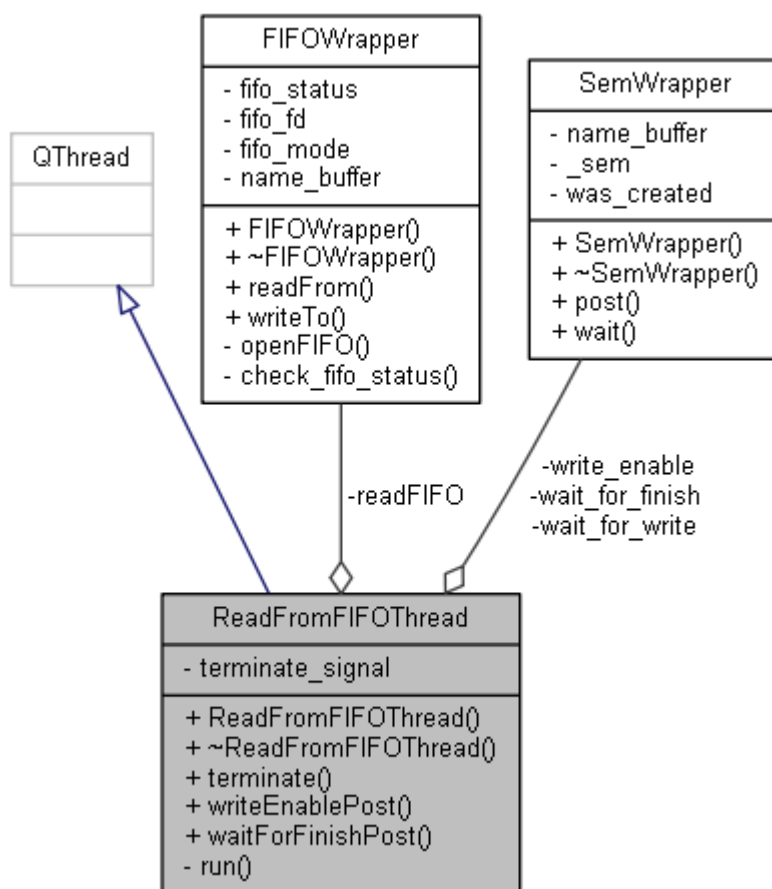 FIFOWrapper
- fifo_status
- fifo_fd
- fifo_mode
- name_buffer
+ FIFOWrapper()
+ ~FIFOWrapper()
+ readFrom()
+ writeTo()
- openFIFO()
- check_fifo_status()
SemWrapper
- name_buffer
- _sem
- was_created
+ SemWrapper()
+ ~SemWrapper()
+ post()
+ wait()
QThread
-readFIFO
-write_enable
-wait_for_finish
-wait_for_write
ReadFromFIFOThread
- terminate_signal
+ ReadFromFIFOThread()
+ ~ReadFromFIFOThread()
+ terminate()
+ writeEnablePost()
+ waitForFinishPost()
- run()